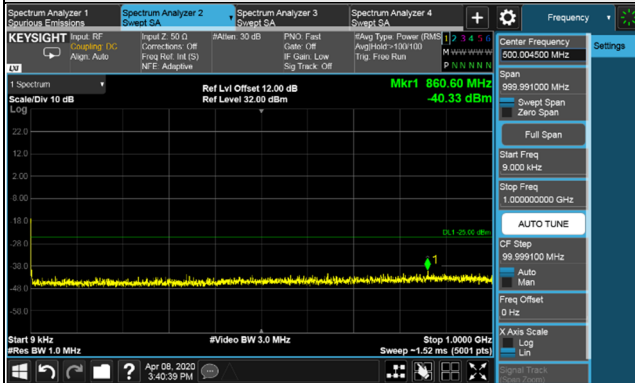 Spectrum Analyzer 1
Spurious Emissions
Spectrum Analyzer 2
Swept SA
Spectrum Analyzer 3
Swept SA
Spectrum Analyzer 4
Swept SA
Frequency
KEYSIGHT
Input: RF
Coupling: DC
Align: Auto
Input Z: 50 Ω
Corrections: Off
Freq Ref: Int (S)
NFE: Adaptive
#Atten: 30 dB
PNO: Fast
Gate: Off
IF Gain: Low
Sig Track: Off
#Avg Type: Power (RMS)
Avg|Hold:>100/100
Trig: Free Run
1 2 3 4 5 6
M W W W W W
P N N N N N
LXI
1 Spectrum
Scale/Div 10 dB
Log
Ref Lvl Offset 12.00 dB
Ref Level 32.00 dBm
Mkr1 860.60 MHz
-40.33 dBm
22.0
12.0
2.00
-8.00
-18.0
-28.0
-38.0
-48.0
-58.0
DL1 -25.00 dBm
1
Start 9 kHz
#Res BW 1.0 MHz
#Video BW 3.0 MHz
Stop 1.0000 GHz
Sweep ~1.52 ms (5001 pts)
Apr 08, 2020
3:40:39 PM
Center Frequency
500.004500 MHz
Settings
Span
999.991000 MHz
Swept Span
Zero Span
Full Span
Start Freq
9.000 kHz
Stop Freq
1.000000000 GHz
AUTO TUNE
CF Step
99.999100 MHz
Auto
Man
Freq Offset
0 Hz
X Axis Scale
Log
Lin
Signal Track
(Span Zoom)